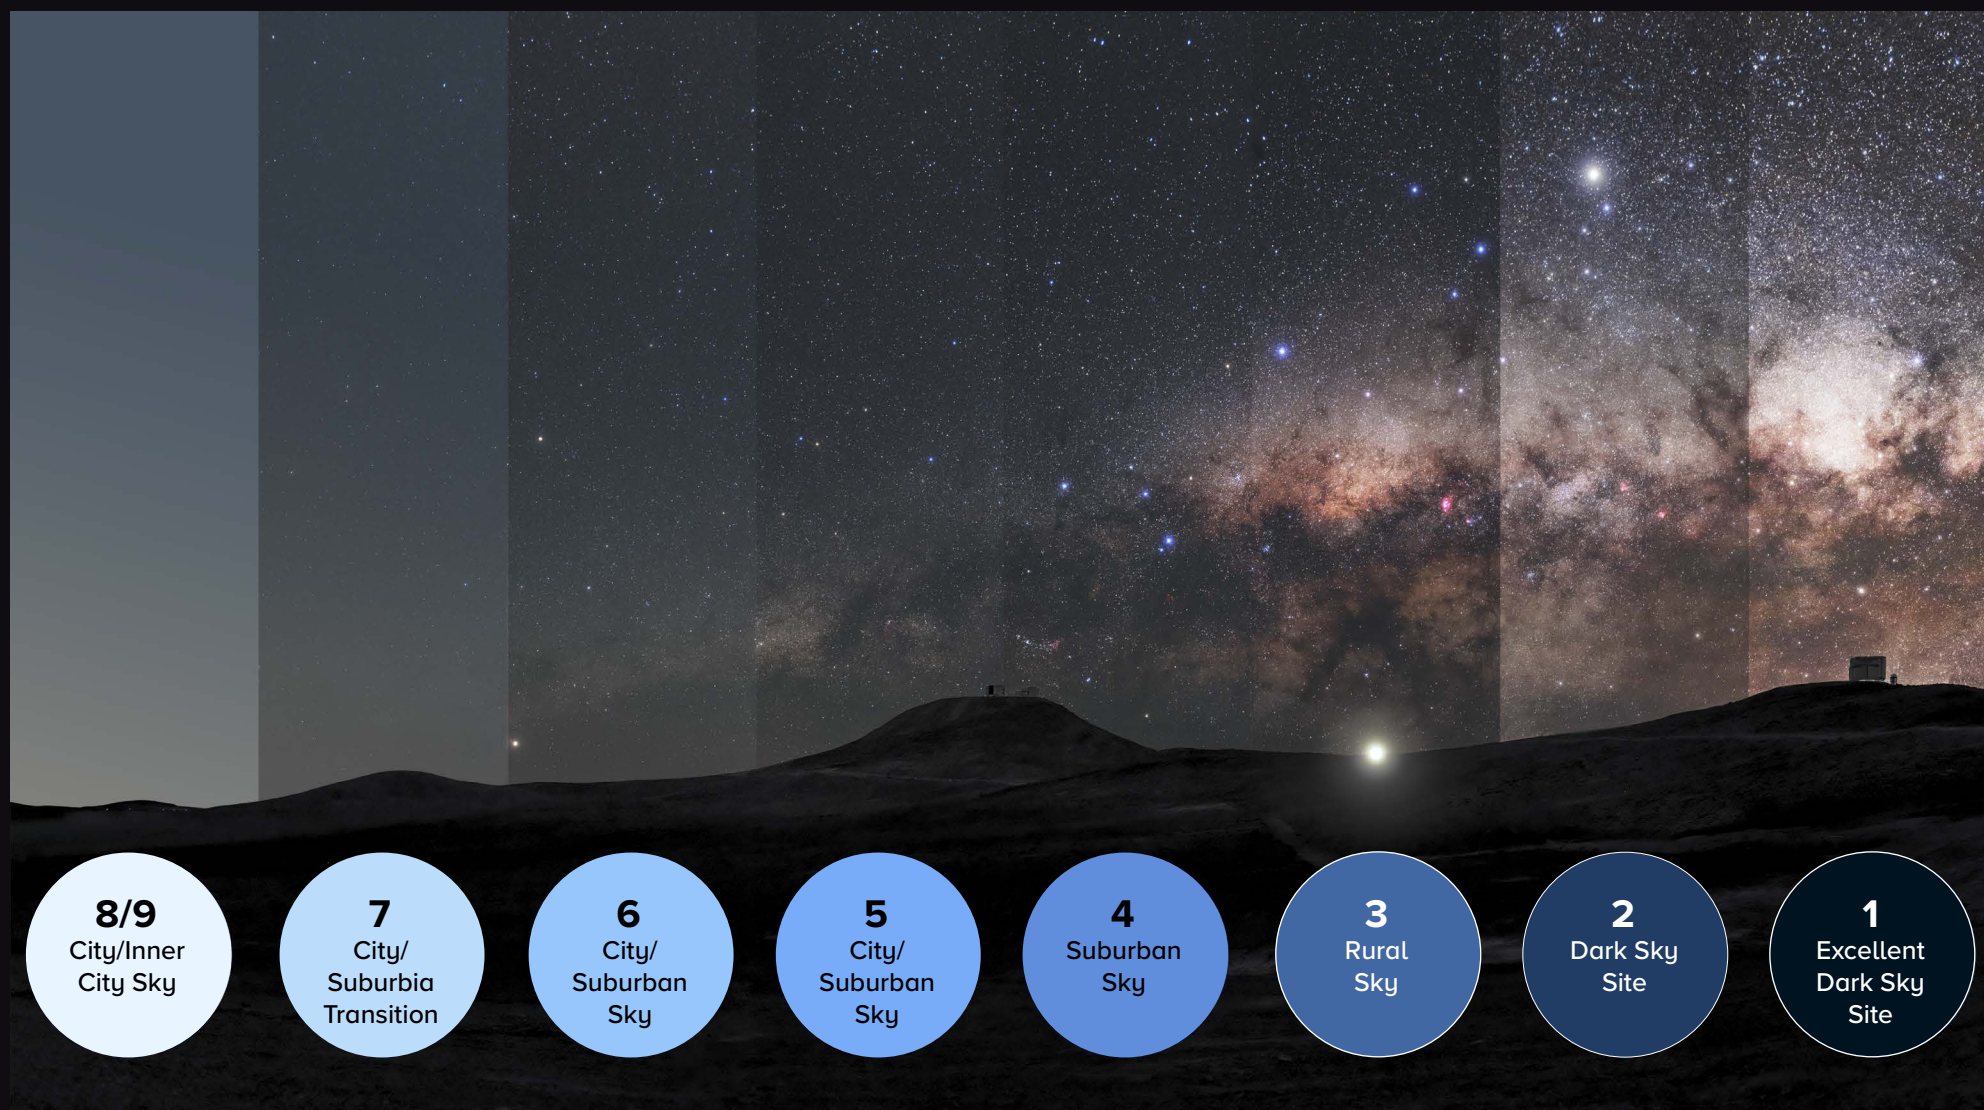 8/9
City/Inner
City Sky
7
City/
Suburbia
Transition
6
City/
Suburban
Sky
5
City/
Suburban
Sky
4
Suburban
Sky
3
Rural
Sky
2
Dark Sky
Site
1
Excellent
Dark Sky
Site